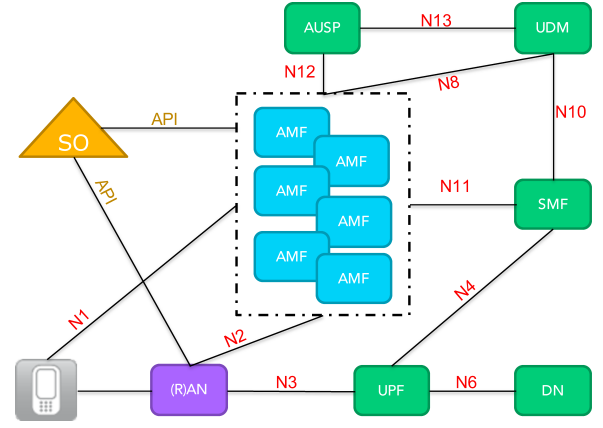 AUSP
N13
UDM
N12
N8
API
SO
AMF
AMF
AMF
AMF
AMF
AMF
N10
API
N11
SMF
N1
N2
N4
(R)AN
N3
UPF
N6
DN